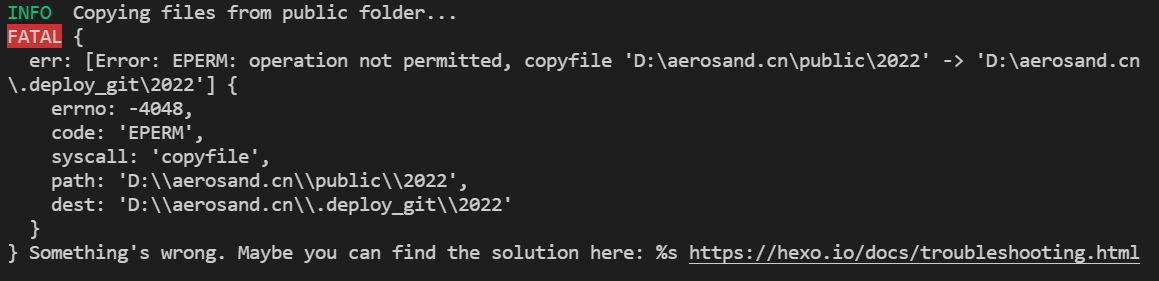 INFO  Copying files from public folder...
FATAL {
  err: [Error: EPERM: operation not permitted, copyfile 'D:\aerosand.cn\public\2022' -> 'D:\aerosand.cn
\.deploy_git\2022'] {
    errno: -4048,
    code: 'EPERM',
    syscall: 'copyfile',
    path: 'D:\\aerosand.cn\\public\\2022',
    dest: 'D:\\aerosand.cn\\.deploy_git\\2022'
  }
} Something's wrong. Maybe you can find the solution here: %s https://hexo.io/docs/troubleshooting.html